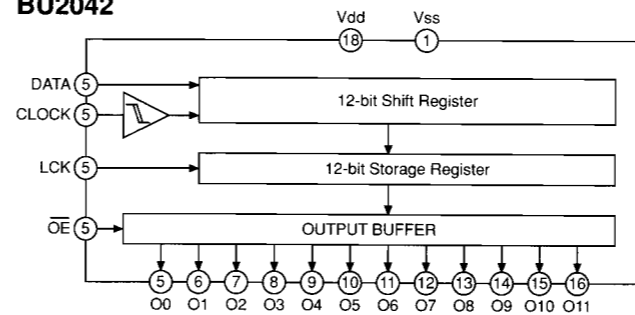 BU2042
Vdd Vss
18 1
DATA 5
12-bit Shift Register
CLOCK 5
LCK 5
12-bit Storage Register
OE 5
OUTPUT BUFFER
5 6 7 8 9 10 11 12 13 14 15 16
O0 O1 O2 O3 O4 O5 O6 O7 O8 O9 O10 O11